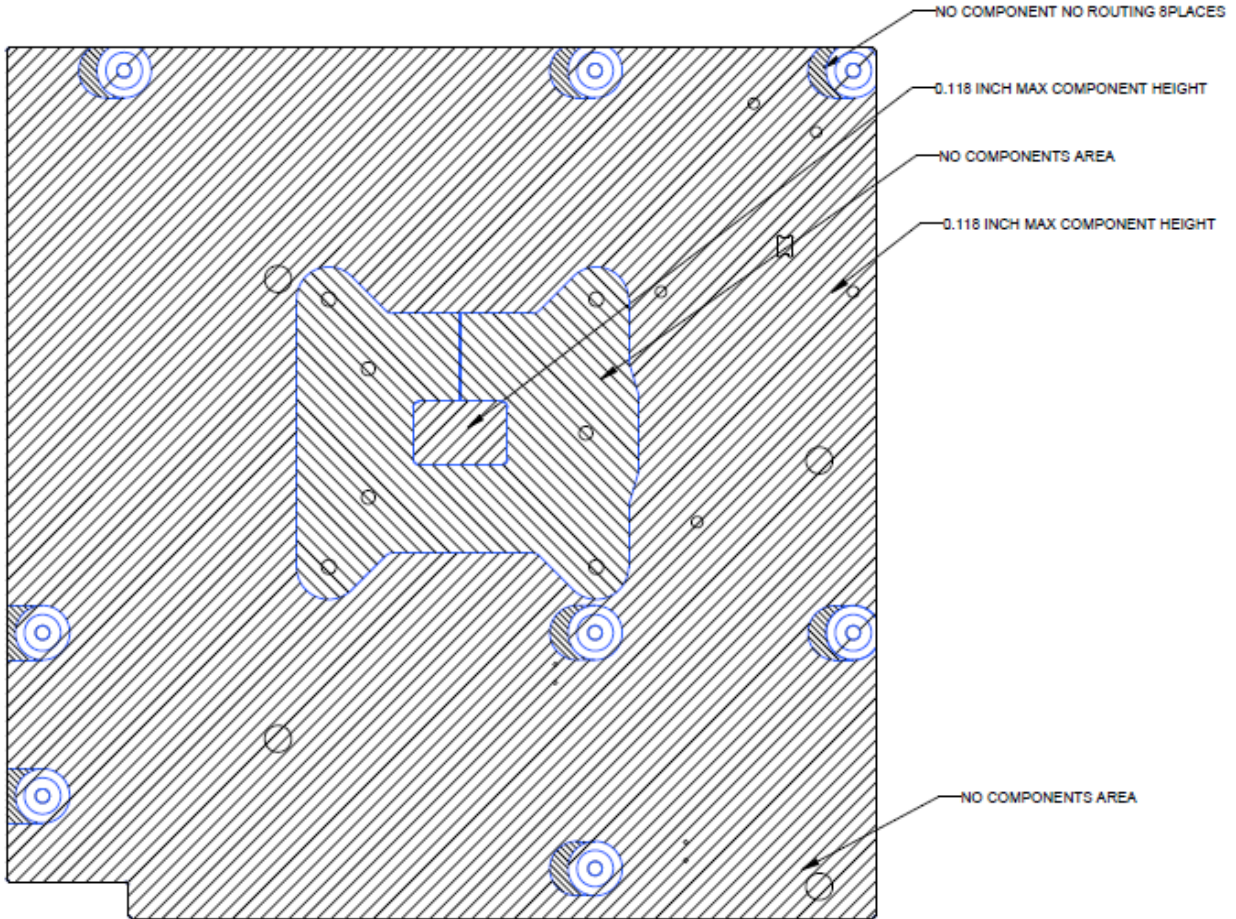 NO COMPONENT NO ROUTING 8PLACES
0.118 INCH MAX COMPONENT HEIGHT
NO COMPONENTS AREA
0.118 INCH MAX COMPONENT HEIGHT
NO COMPONENTS AREA